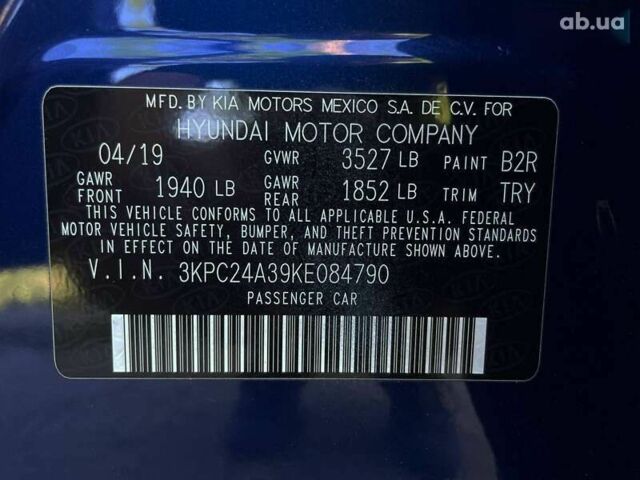 ab.ua
MFD. BY KIA MOTORS MEXICO S.A. DE C.V. FOR
HYUNDAI MOTOR COMPANY
04/19 GVWR 3527 LB PAINT B2R
GAWR FRONT 1940 LB GAWR REAR 1852 LB TRIM TRY
THIS VEHICLE CONFORMS TO ALL APPLICABLE U.S.A. FEDERAL
MOTOR VEHICLE SAFETY, BUMPER, AND THEFT PREVENTION STANDARDS
IN EFFECT ON THE DATE OF MANUFACTURE SHOWN ABOVE.
V.I.N. 3KPC24A39KE084790
PASSENGER CAR